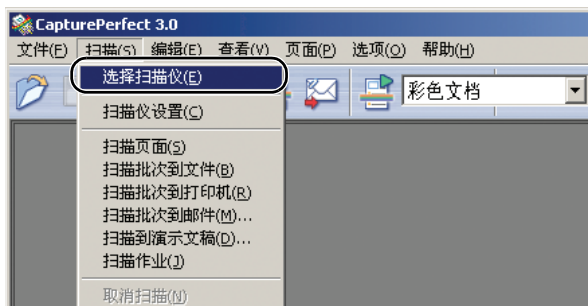 CapturePerfect 3.0
文件(F) 扫描(S) 编辑(E) 查看(V) 页面(P) 选项(O) 帮助(H)
选择扫描仪(E)
彩色文档
扫描仪设置(C)
扫描页面(S)
扫描批次到文件(B)
扫描批次到打印机(R)
扫描批次到邮件(M)...
扫描到演示文稿(D)...
扫描作业(J)
取消扫描(N)